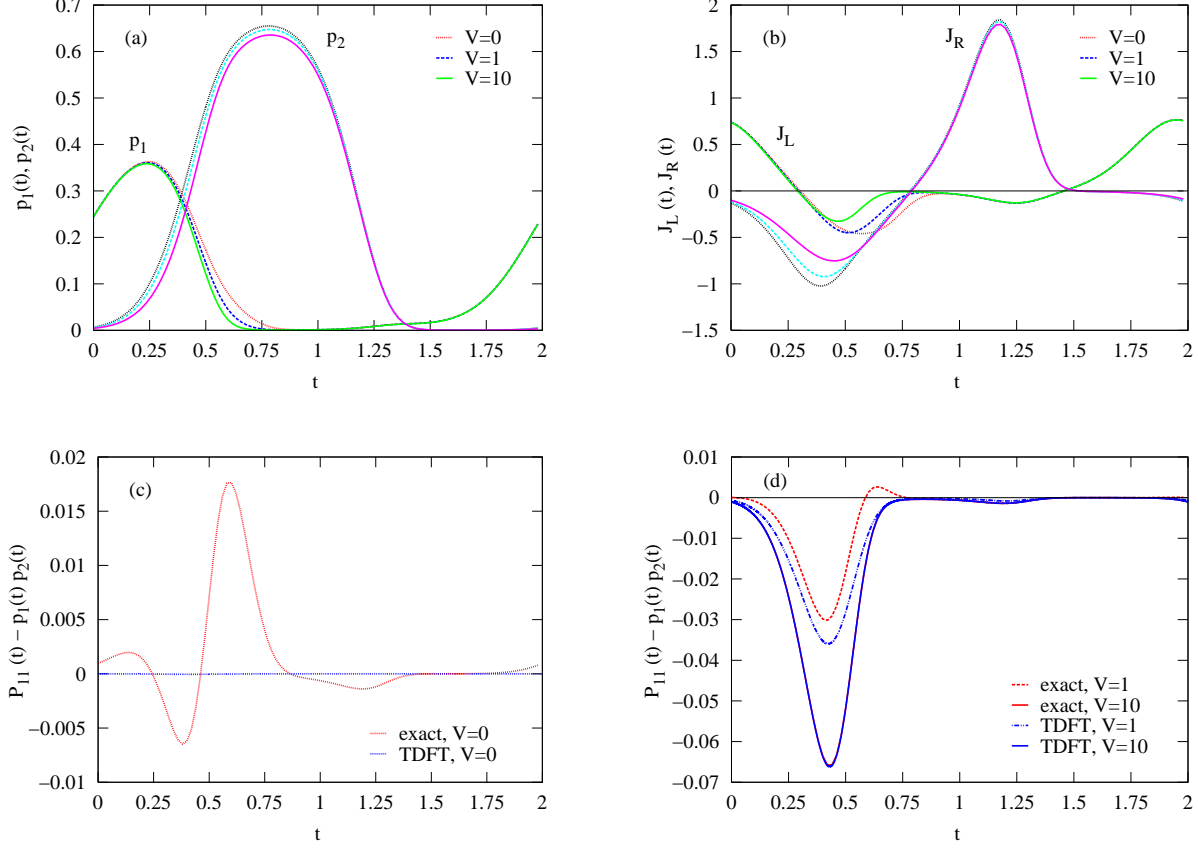 (a)
p1
p2
V=0
V=1
V=10
p1(t), p2(t)
0.7
0.6
0.5
0.4
0.3
0.2
0.1
0
0 0.25 0.5 0.75 1 1.25 1.5 1.75 2
t
(b)
JR
JL
V=0
V=1
V=10
JL (t), JR (t)
2
1.5
1
0.5
0
−0.5
−1
−1.5
0 0.25 0.5 0.75 1 1.25 1.5 1.75 2
t
(c)
P11 (t) − p1(t) p2(t)
0.02
0.015
0.01
0.005
0
−0.005
−0.01
exact, V=0
TDFT, V=0
0 0.25 0.5 0.75 1 1.25 1.5 1.75 2
t
(d)
P11 (t) − p1(t) p2(t)
0.01
0
−0.01
−0.02
−0.03
−0.04
−0.05
−0.06
−0.07
exact, V=1
exact, V=10
TDFT, V=1
TDFT, V=10
0 0.25 0.5 0.75 1 1.25 1.5 1.75 2
t